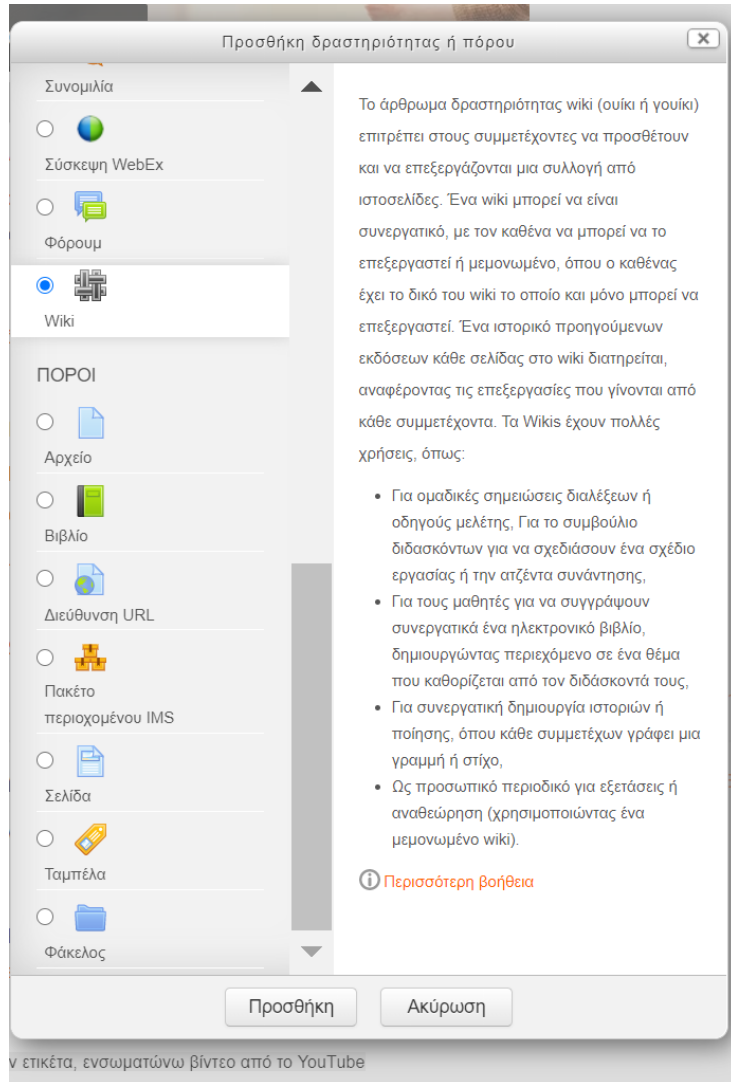 Προσθήκη δραστηριότητας ή πόρου
Συνομιλία
Σύσκεψη WebEx
Φόρουμ
Wiki
ΠΟΡΟΙ
Αρχείο
Βιβλίο
Διεύθυνση URL
Πακέτο
περιοχομένου IMS
Σελίδα
Ταμπέλα
Φάκελος
Το άρθρωμα δραστηριότητας wiki (ουίκι ή γουίκι)
επιτρέπει στους συμμετέχοντες να προσθέτουν
και να επεξεργάζονται μια συλλογή από
ιστοσελίδες. Ένα wiki μπορεί να είναι
συνεργατικό, με τον καθένα να μπορεί να το
επεξεργαστεί ή μεμονωμένο, όπου ο καθένας
έχει το δικό του wiki το οποίο και μόνο μπορεί να
επεξεργαστεί. Ένα ιστορικό προηγούμενων
εκδόσεων κάθε σελίδας στο wiki διατηρείται,
αναφέροντας τις επεξεργασίες που γίνονται από
κάθε συμμετέχοντα. Τα Wikis έχουν πολλές
χρήσεις, όπως:
• Για ομαδικές σημειώσεις διαλέξεων ή
οδηγούς μελέτης, Για το συμβούλιο
διδασκόντων για να σχεδιάσουν ένα σχέδιο
εργασίας ή την ατζέντα συνάντησης,
• Για τους μαθητές για να συγγράψουν
συνεργατικά ένα ηλεκτρονικό βιβλίο,
δημιουργώντας περιεχόμενο σε ένα θέμα
που καθορίζεται από τον διδάσκοντά τους,
• Για συνεργατική δημιουργία ιστοριών ή
ποίησης, όπου κάθε συμμετέχων γράφει μια
γραμμή ή στίχο,
• Ως προσωπικό περιοδικό για εξετάσεις ή
αναθεώρηση (χρησιμοποιώντας ένα
μεμονωμένο wiki).
Περισσότερη βοήθεια
Προσθήκη Ακύρωση
ν ετικέτα, ενσωματώνω βίντεο από το YouTube